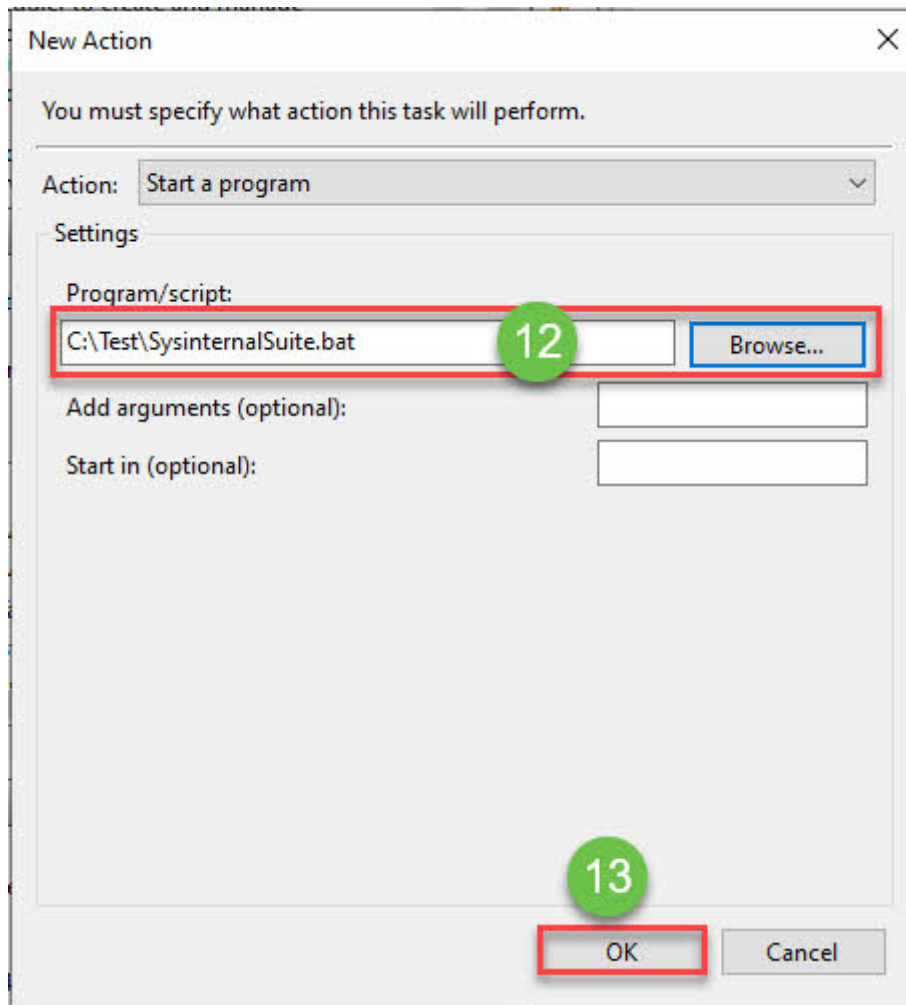 New Action
You must specify what action this task will perform.
Action: Start a program
Settings
Program/script:
C:\Test\SysinternalSuite.bat 12 Browse...
Add arguments (optional):
Start in (optional):
13
OK Cancel